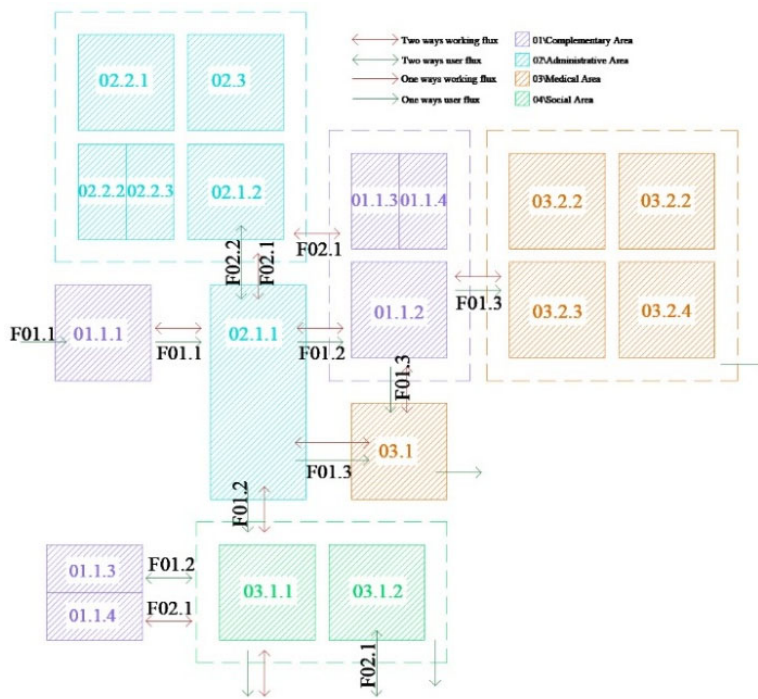 Two ways working flux
01\Complementary Area
Two ways user flux
02\Administrative Area
One ways working flux
03\Medical Area
One ways user flux
04\Social Area
02.2.1
02.3
02.2.2
02.2.3
02.1.2
01.1.3
01.1.4
03.2.2
03.2.2
F02.2
F02.1
F02.1
01.1.2
F01.3
03.2.3
03.2.4
F01.1
01.1.1
F01.1
02.1.1
F01.2
F01.3
03.1
F01.3
F01.2
01.1.3
01.1.4
F01.2
F02.1
03.1.1
03.1.2
F02.1